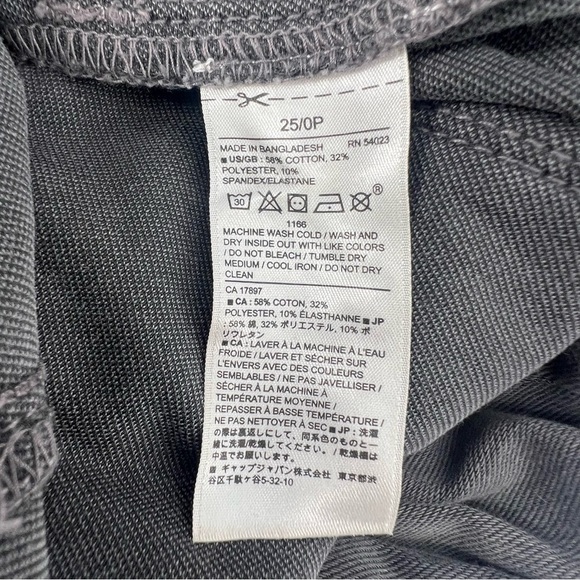 25/0P
MADE IN BANGLADESH RN 54023
■ US/GB : 58% COTTON, 32%
POLYESTER, 10%
SPANDEX/ELASTANE
30 ®
1166
MACHINE WASH COLD / WASH AND
DRY INSIDE OUT WITH LIKE COLORS
/ DO NOT BLEACH / TUMBLE DRY
MEDIUM / COOL IRON / DO NOT DRY
CLEAN
CA 17897
■ CA : 58% COTON, 32%
POLYESTER, 10% ÉLASTHANNE ■ JP
: 58% 綿, 32% ポリエステル, 10% ポ
リウレタン
■ CA : LAVER À LA MACHINE À L'EAU
FROIDE / LAVER ET SÉCHER SUR
L'ENVERS AVEC DES COULEURS
SEMBLABLES / NE PAS JAVELLISER /
SÉCHER À LA MACHINE À
TEMPÉRATURE MOYENNE /
REPASSER À BASSE TEMPÉRATURE /
NE PAS NETTOYER À SEC ■ JP : 洗濯
の際は裏返しにして、同系色のものと一
緒に洗濯・乾燥してください。/ 乾燥機は
中温でお願いします。
■ ギャップジャパン株式会社 東京都渋
谷区千駄ヶ谷5-32-10